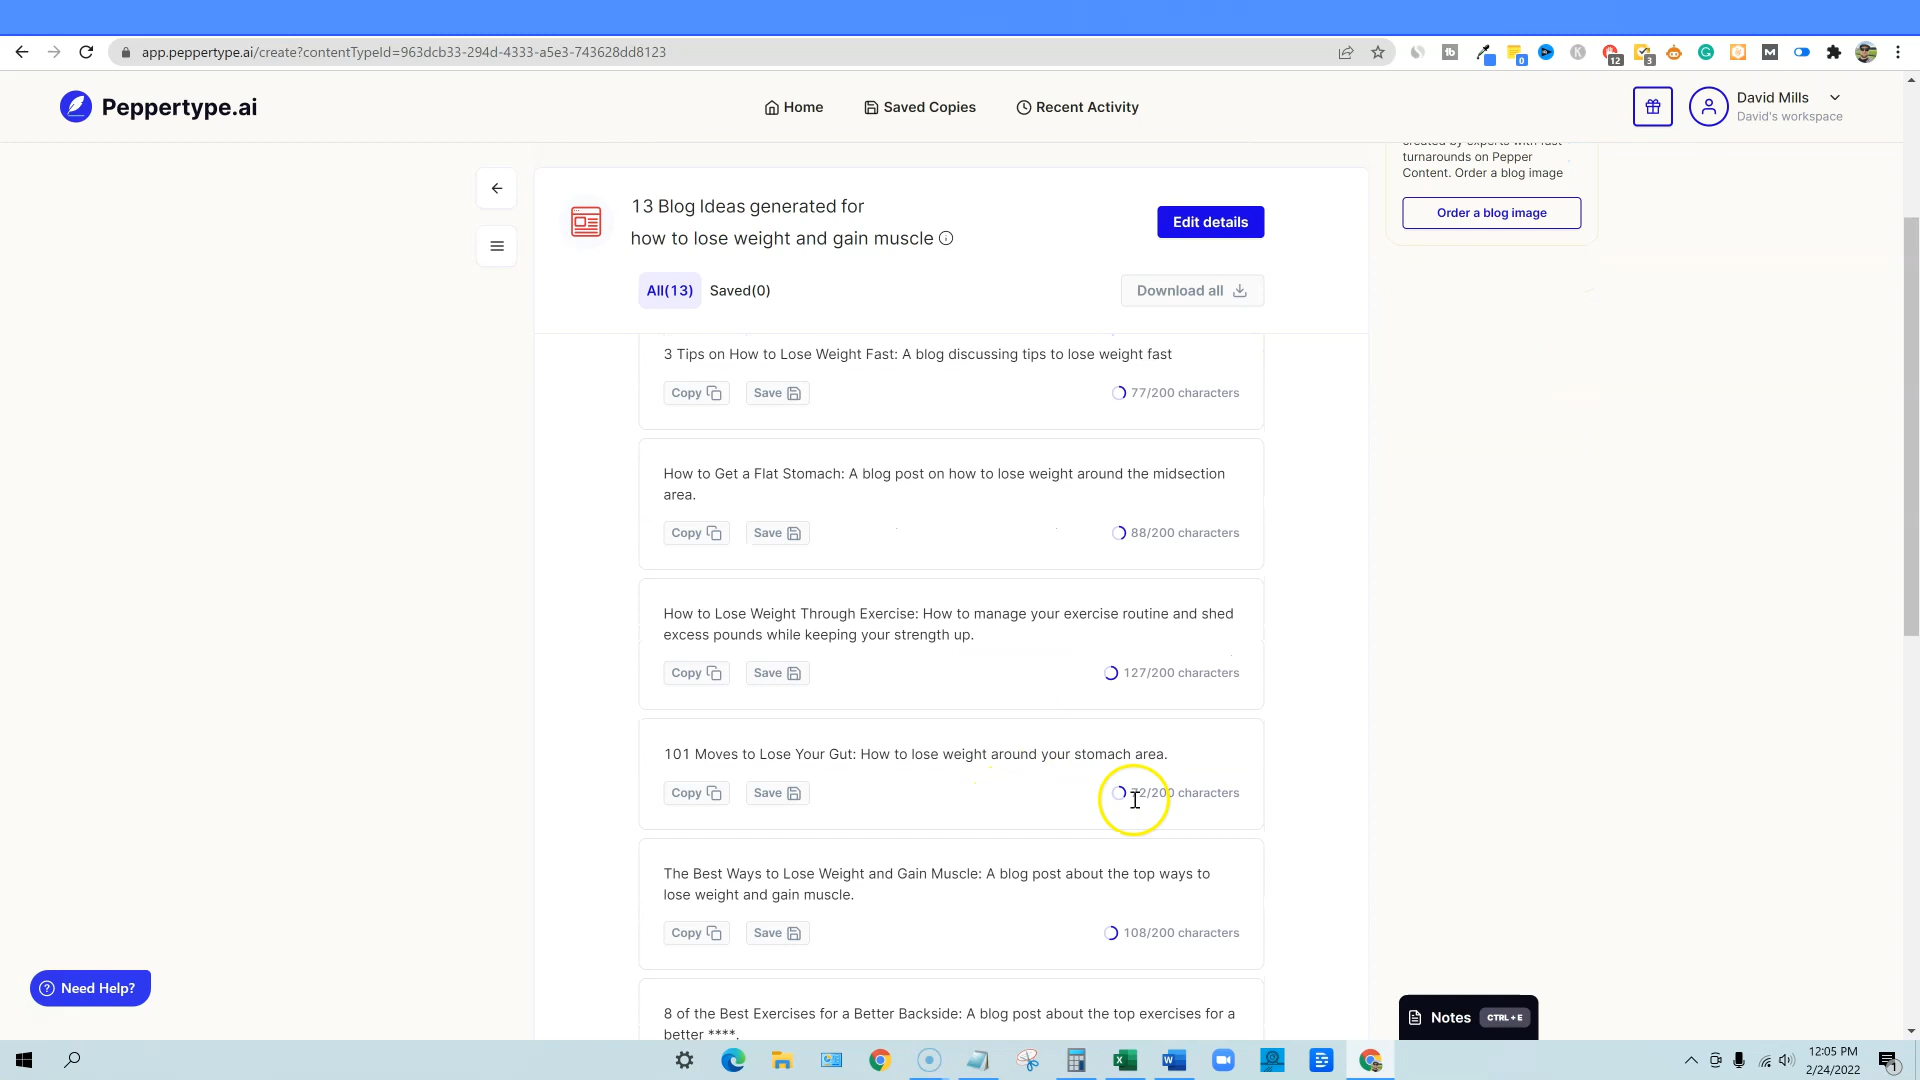 app.peppertype.ai/create?contentTypeId=963dcb33-294d-4333-a5e3-743628dd8123
Peppertype.ai
Home
Saved Copies
Recent Activity
David Mills
David's workspace
turnarounds on Pepper
Content. Order a blog image
Order a blog image
13 Blog Ideas generated for
how to lose weight and gain muscle
Edit details
All(13)
Saved(0)
Download all
3 Tips on How to Lose Weight Fast: A blog discussing tips to lose weight fast
Copy
Save
77/200 characters
How to Get a Flat Stomach: A blog post on how to lose weight around the midsection
area.
Copy
Save
88/200 characters
How to Lose Weight Through Exercise: How to manage your exercise routine and shed
excess pounds while keeping your strength up.
Copy
Save
127/200 characters
101 Moves to Lose Your Gut: How to lose weight around your stomach area.
Copy
Save
72/200 characters
The Best Ways to Lose Weight and Gain Muscle: A blog post about the top ways to
lose weight and gain muscle.
Copy
Save
108/200 characters
8 of the Best Exercises for a Better Backside: A blog post about the top exercises for a
better ****.
Need Help?
Notes
CTRL + E
12:05 PM
2/24/2022